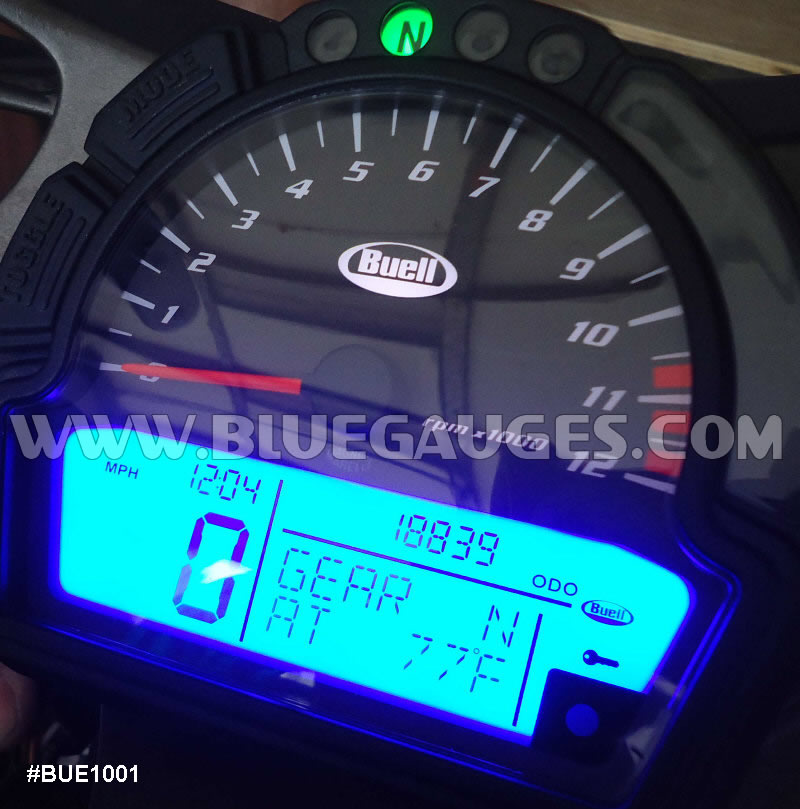 N
MODE
TOGGLE
0
1
2
3
4
5
6
7
8
9
10
11
12
Buell
rpm x1000
WWW.BLUEGAUGES.COM
MPH
12:04
18839
ODO
0
GEAR N
AT 77°F
Buell
#BUE1001